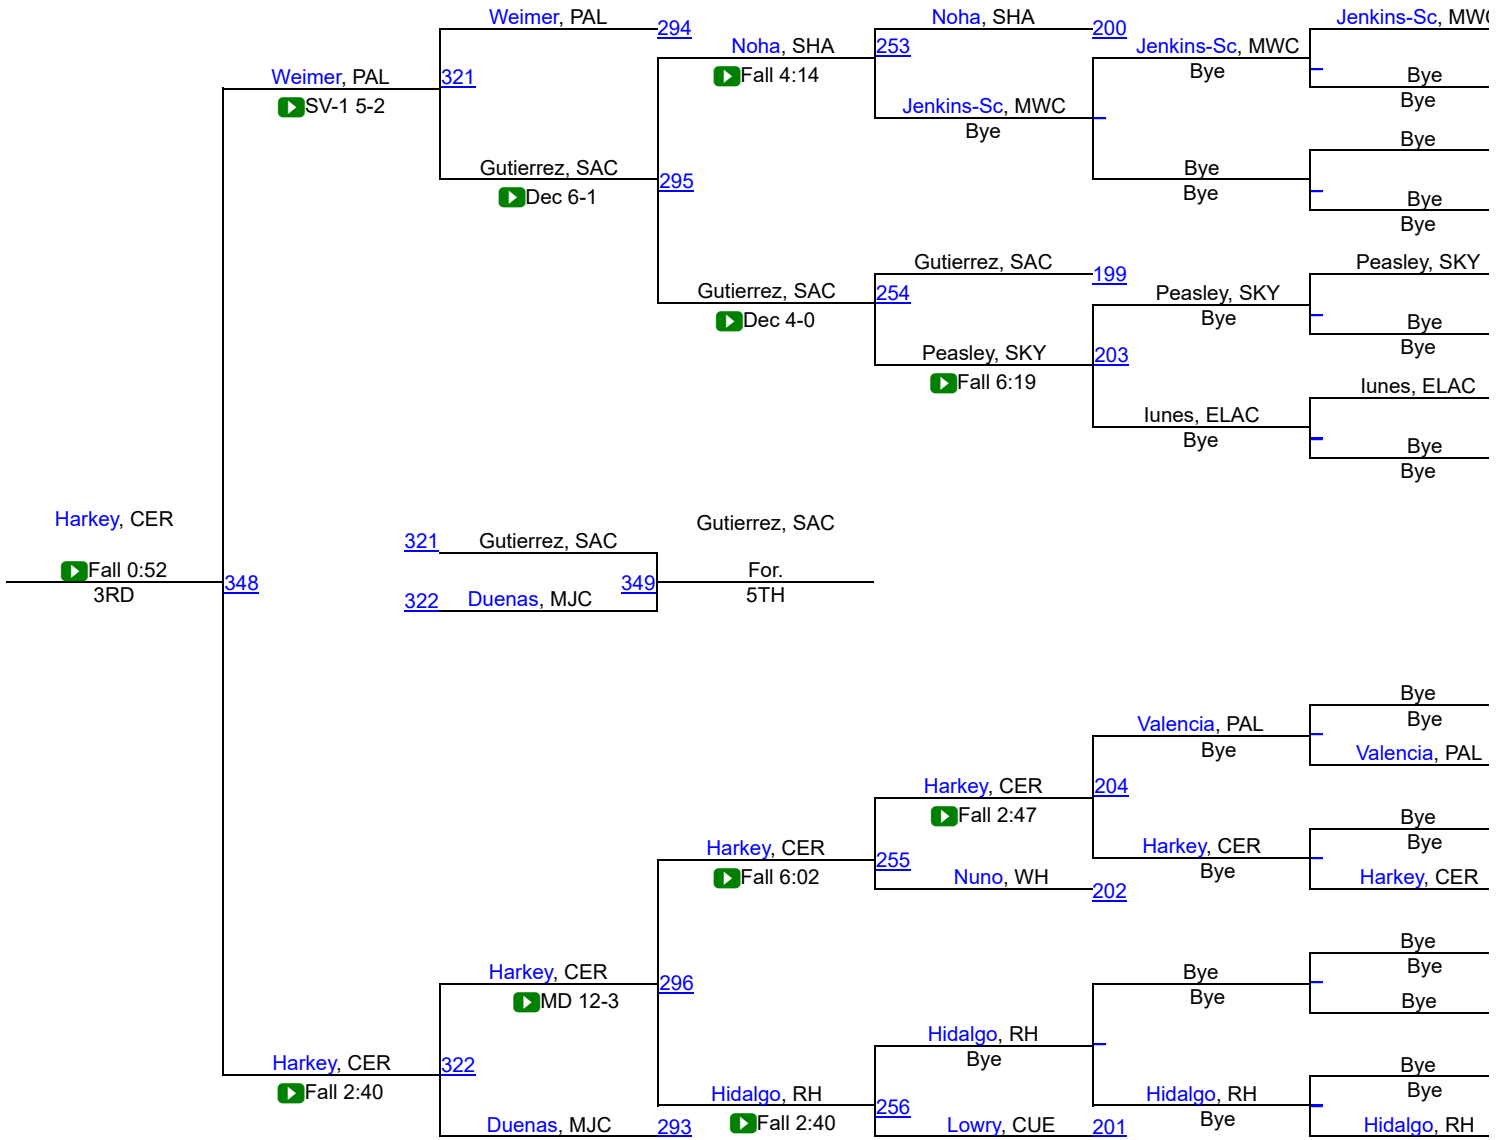 Weimer, PAL
294
Noha, SHA
200
Jenkins-Sc, MWC
Noha, SHA
Fall 4:14
253
Jenkins-Sc, MWC
Bye
Bye
Bye
Weimer, PAL
SV-1 5-2
321
Jenkins-Sc, MWC
Bye
Bye
Gutierrez, SAC
Dec 6-1
295
Bye
Bye
Bye
Bye
Gutierrez, SAC
199
Peasley, SKY
Gutierrez, SAC
Dec 4-0
254
Peasley, SKY
Bye
Bye
Bye
Peasley, SKY
Fall 6:19
203
Iunes, ELAC
Iunes, ELAC
Bye
Bye
Bye
Harkey, CER
Fall 0:52
3RD
348
321
Gutierrez, SAC
322
Duenas, MJC
349
Gutierrez, SAC
For.
5TH
Bye
Bye
Valencia, PAL
Bye
Valencia, PAL
Harkey, CER
Fall 2:47
204
Bye
Bye
Harkey, CER
Fall 6:02
255
Harkey, CER
Bye
Harkey, CER
Nuno, WH
202
Bye
Bye
Harkey, CER
MD 12-3
296
Bye
Bye
Bye
Hidalgo, RH
Bye
Harkey, CER
Fall 2:40
322
Bye
Bye
Hidalgo, RH
Fall 2:40
256
Hidalgo, RH
Bye
Duenas, MJC
293
Lowry, CUE
201
Hidalgo, RH